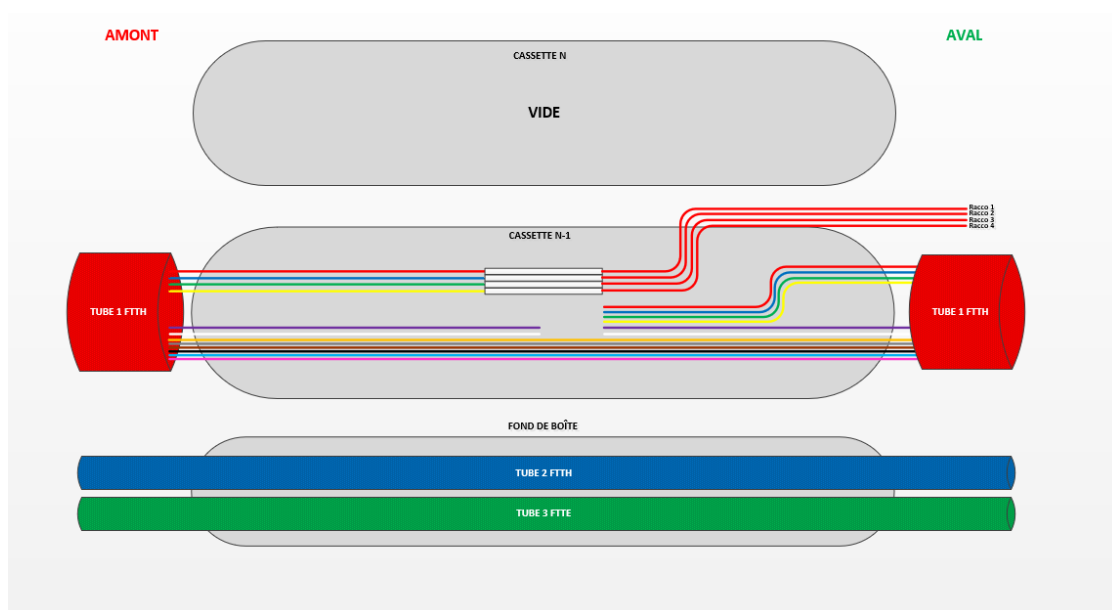 AMONT
AVAL
CASSETTE N
VIDE
Racco 1
Racco 2
Racco 3
Racco 4
CASSETTE N-1
TUBE 1 FTTH
TUBE 1 FTTH
FOND DE BOÎTE
TUBE 2 FTTH
TUBE 3 FTTE